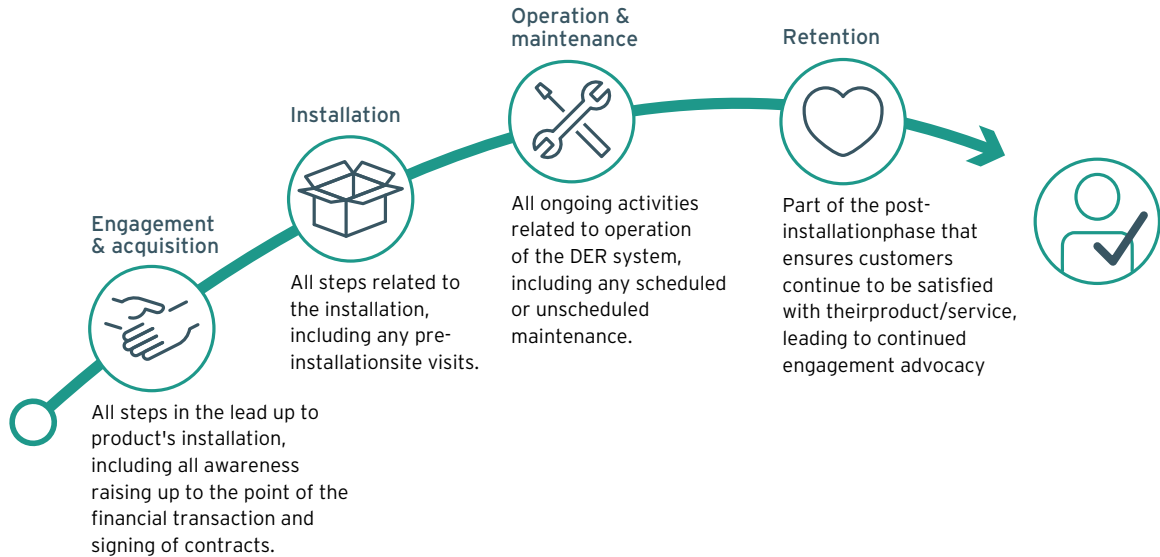 Engagement
& acquisition
All steps in the lead up to
product's installation,
including all awareness
raising up to the point of the
financial transaction and
signing of contracts.
Installation
All steps related to
the installation,
including any pre-
installationsite visits.
Operation &
maintenance
All ongoing activities
related to operation
of the DER system,
including any scheduled
or unscheduled
maintenance.
Retention
Part of the post-
installationphase that
ensures customers
continue to be satisfied
with theirproduct/service,
leading to continued
engagement advocacy